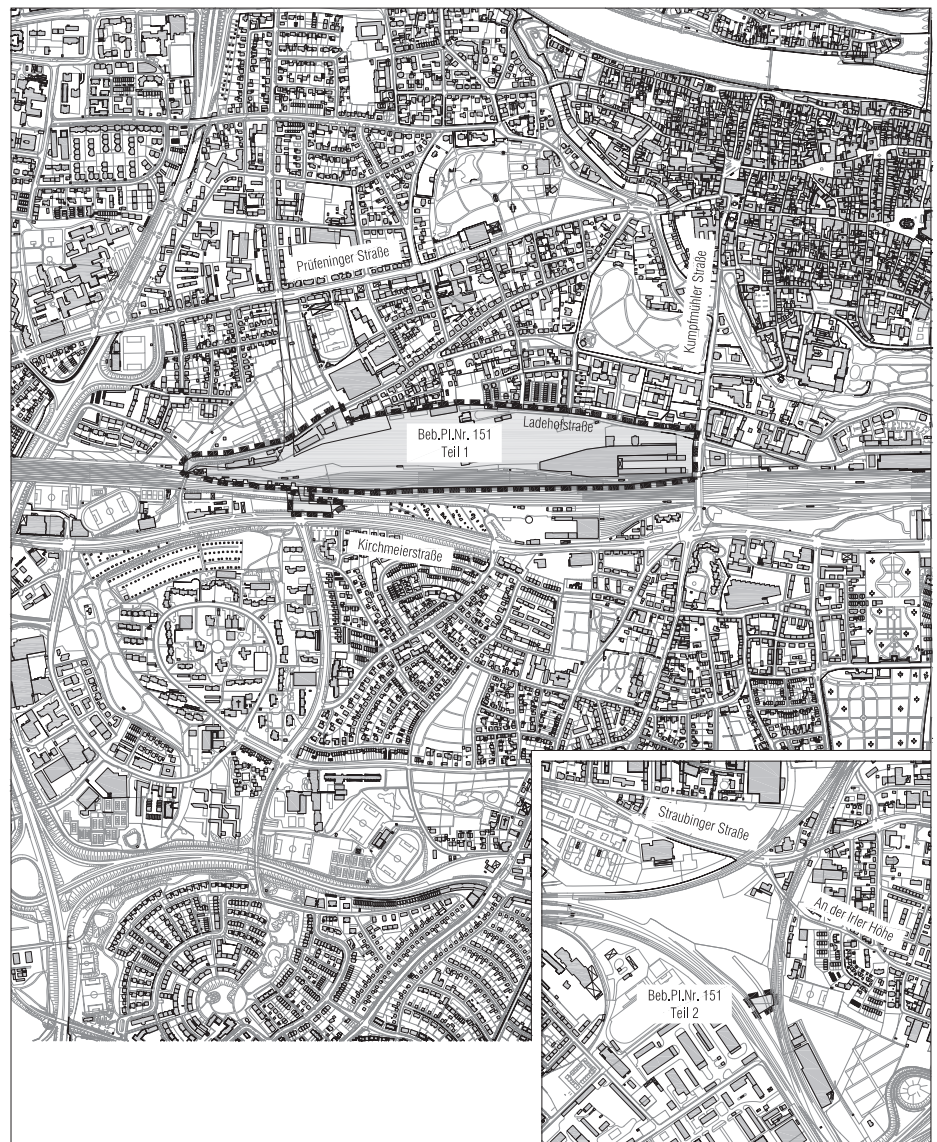 Prüfeninger Straße
Kumpfmühler Straße
Ladehofstraße
Beb.Pl.Nr. 151
Teil 1
Kirchmeierstraße
Straubinger Straße
An der Irler Höhe
Beb.Pl.Nr. 151
Teil 2